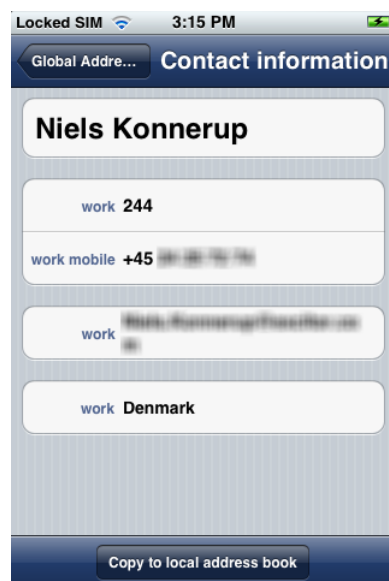 Locked SIM 3:15 PM
Global Addre... Contact information
Niels Konnerup
work 244
work mobile +45
work
work Denmark
Copy to local address book